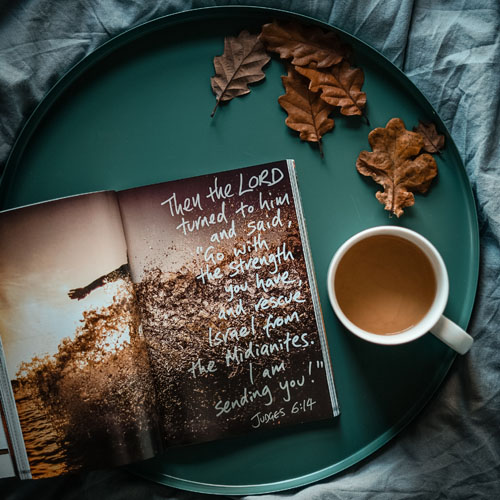 Then the LORD
turned to him
and said,
"Go with
the strength
you have,
and rescue
Israel from
the Midianites.
I am
sending you!"
JUDGES 6:14